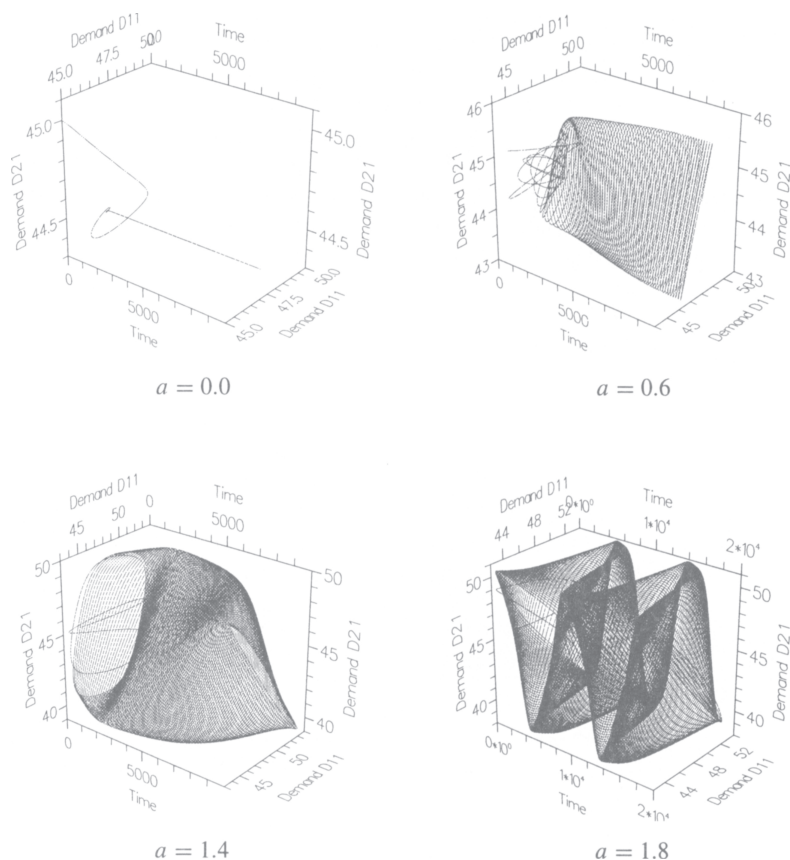 Demand D11
45.0 47.5 50.0
0
Time
5000
45.0
44.5
Demand D21
45.0
44.5
Demand D21
0
5000
Time
45.0 47.5 50.0
Demand D11
a = 0.0
Demand D11
45 50
0
Time
5000
46
45
44
43
Demand D21
46
45
44
43
Demand D21
0
5000
Time
45 50
Demand D11
a = 0.6
Demand D11
45 50
0
Time
5000
50
45
40
Demand D21
50
45
40
Demand D21
0
5000
Time
45 50
Demand D11
a = 1.4
Demand D11
44 48 52
0*10⁰
Time
1*10⁴
2*10⁴
50
45
40
Demand D21
50
45
40
Demand D21
0*10⁰
1*10⁴
2*10⁴
Time
44 48 52
Demand D11
a = 1.8